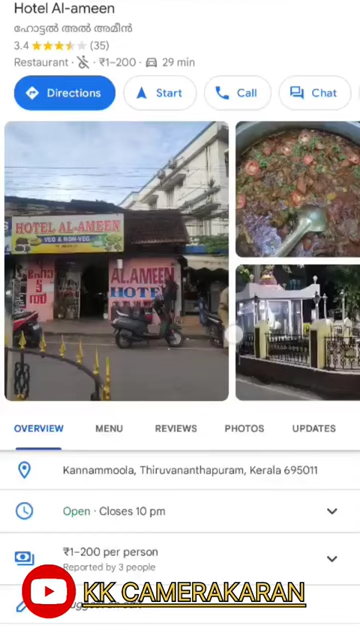 Hotel Al-ameen
ഹോട്ടൽ അൽ അമീൻ
3.4 (35)
Restaurant · · ₹1–200 · 29 min
Directions Start Call Chat
HOTEL AL-AMEEN
VEG & NON-VEG
AL.AMEEN
HOTEL
OVERVIEW MENU REVIEWS PHOTOS UPDATES
Kannammoola, Thiruvananthapuram, Kerala 695011
Open · Closes 10 pm
₹1–200 per person
Reported by 3 people
KK CAMERAKARAN